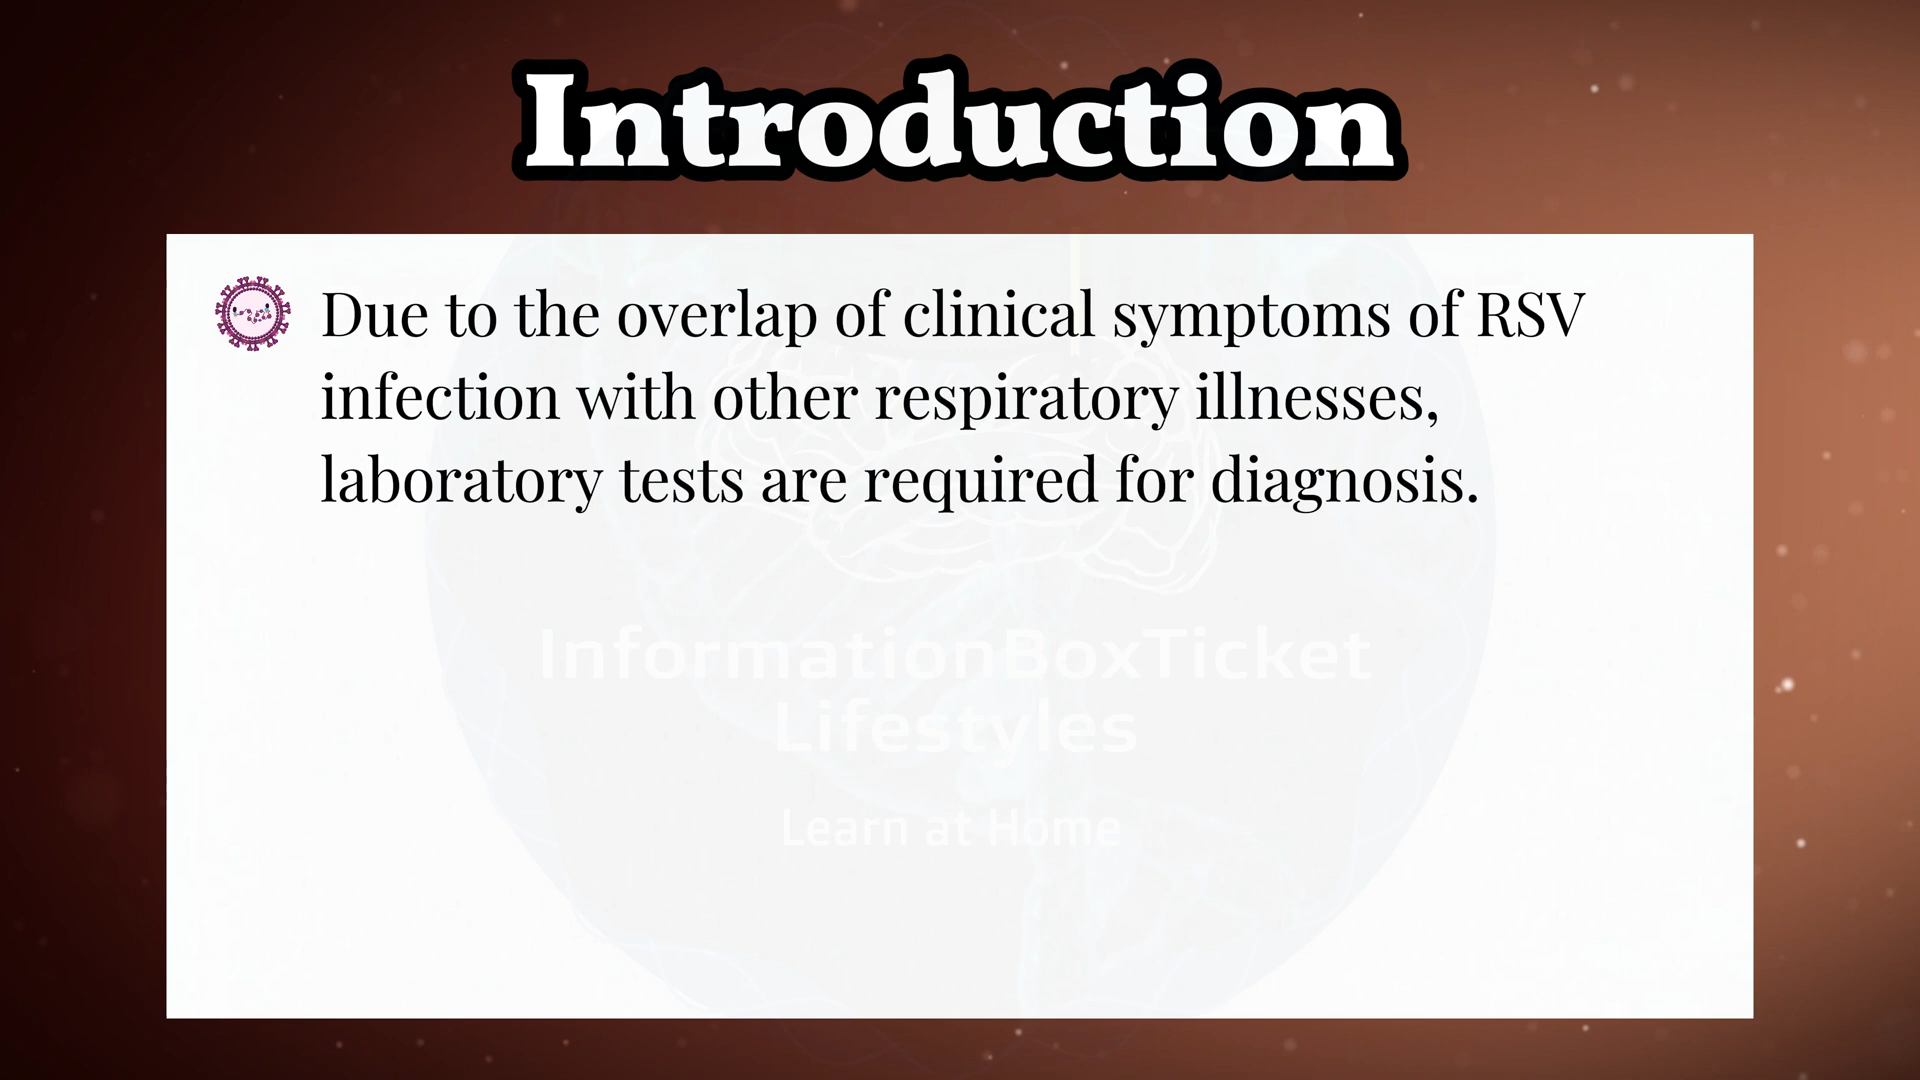 Introduction
Due to the overlap of clinical symptoms of RSV
infection with other respiratory illnesses,
laboratory tests are required for diagnosis.
InformationBoxTicket
Lifestyles
Learn at Home